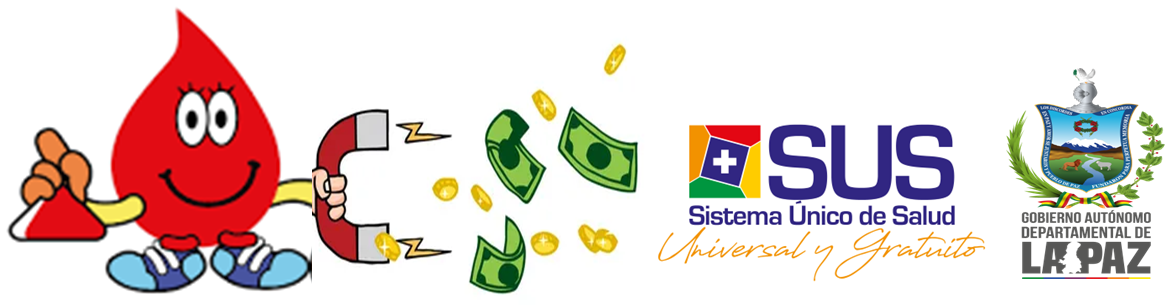 SUS
Sistema Único de Salud
Universal y Gratuito
GOBIERNO AUTÓNOMO
DEPARTAMENTAL DE
LA PAZ